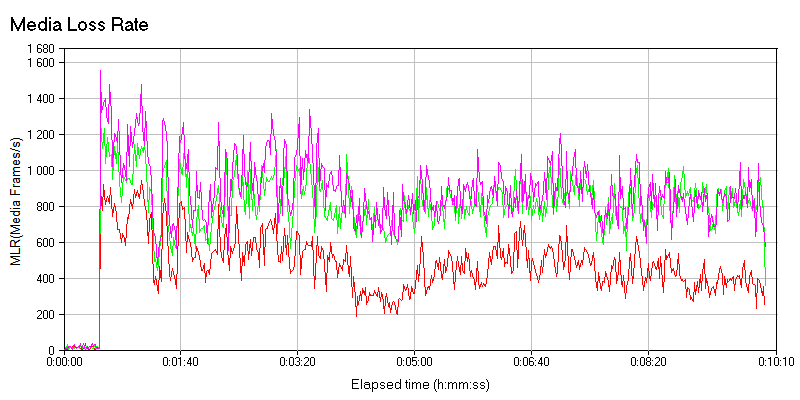 Media Loss Rate
1 680
1 600
1 400
1 200
1 000
800
600
400
200
0
MLR(Media Frames/s)
0:00:00 0:01:40 0:03:20 0:05:00 0:06:40 0:08:20 0:10:10
Elapsed time (h:mm:ss)